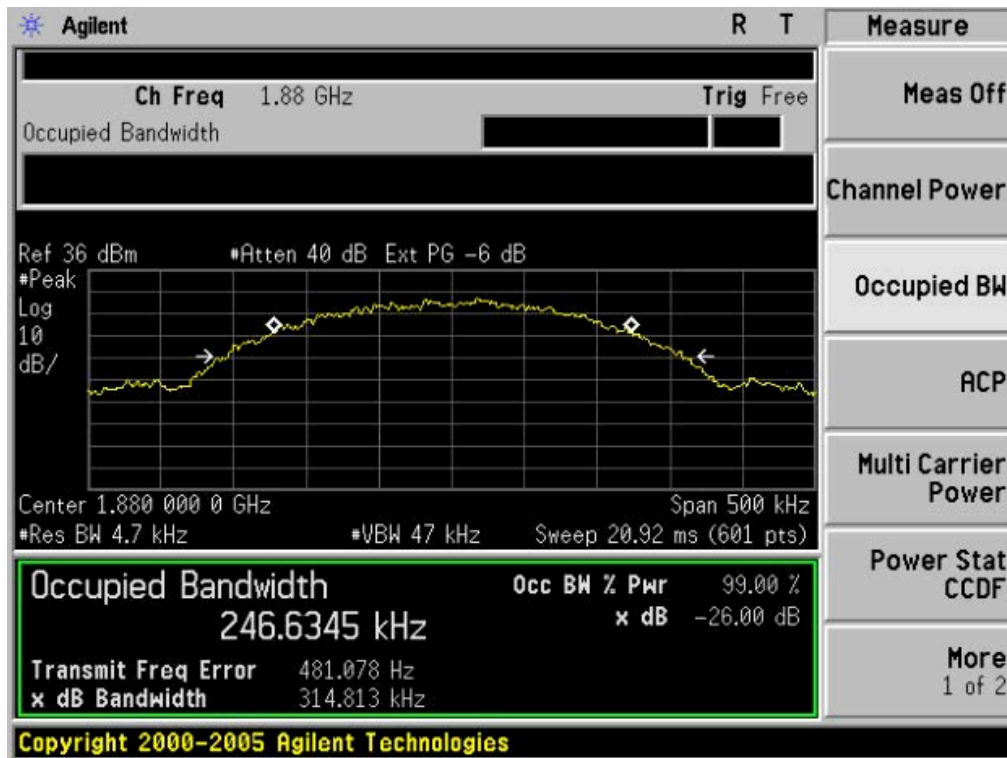 Agilent R T
Ch Freq 1.88 GHz Trig Free
Occupied Bandwidth
Ref 36 dBm #Atten 40 dB Ext PG -6 dB
#Peak
Log
10
dB/
Center 1.880 000 0 GHz Span 500 kHz
#Res BW 4.7 kHz #VBW 47 kHz Sweep 20.92 ms (601 pts)
Occupied Bandwidth Occ BW % Pwr 99.00 %
246.6345 kHz x dB -26.00 dB
Transmit Freq Error 481.078 Hz
x dB Bandwidth 314.813 kHz
Copyright 2000-2005 Agilent Technologies
Measure
Meas Off
Channel Power
Occupied BW
ACP
Multi Carrier
Power
Power Stat
CCDF
More
1 of 2